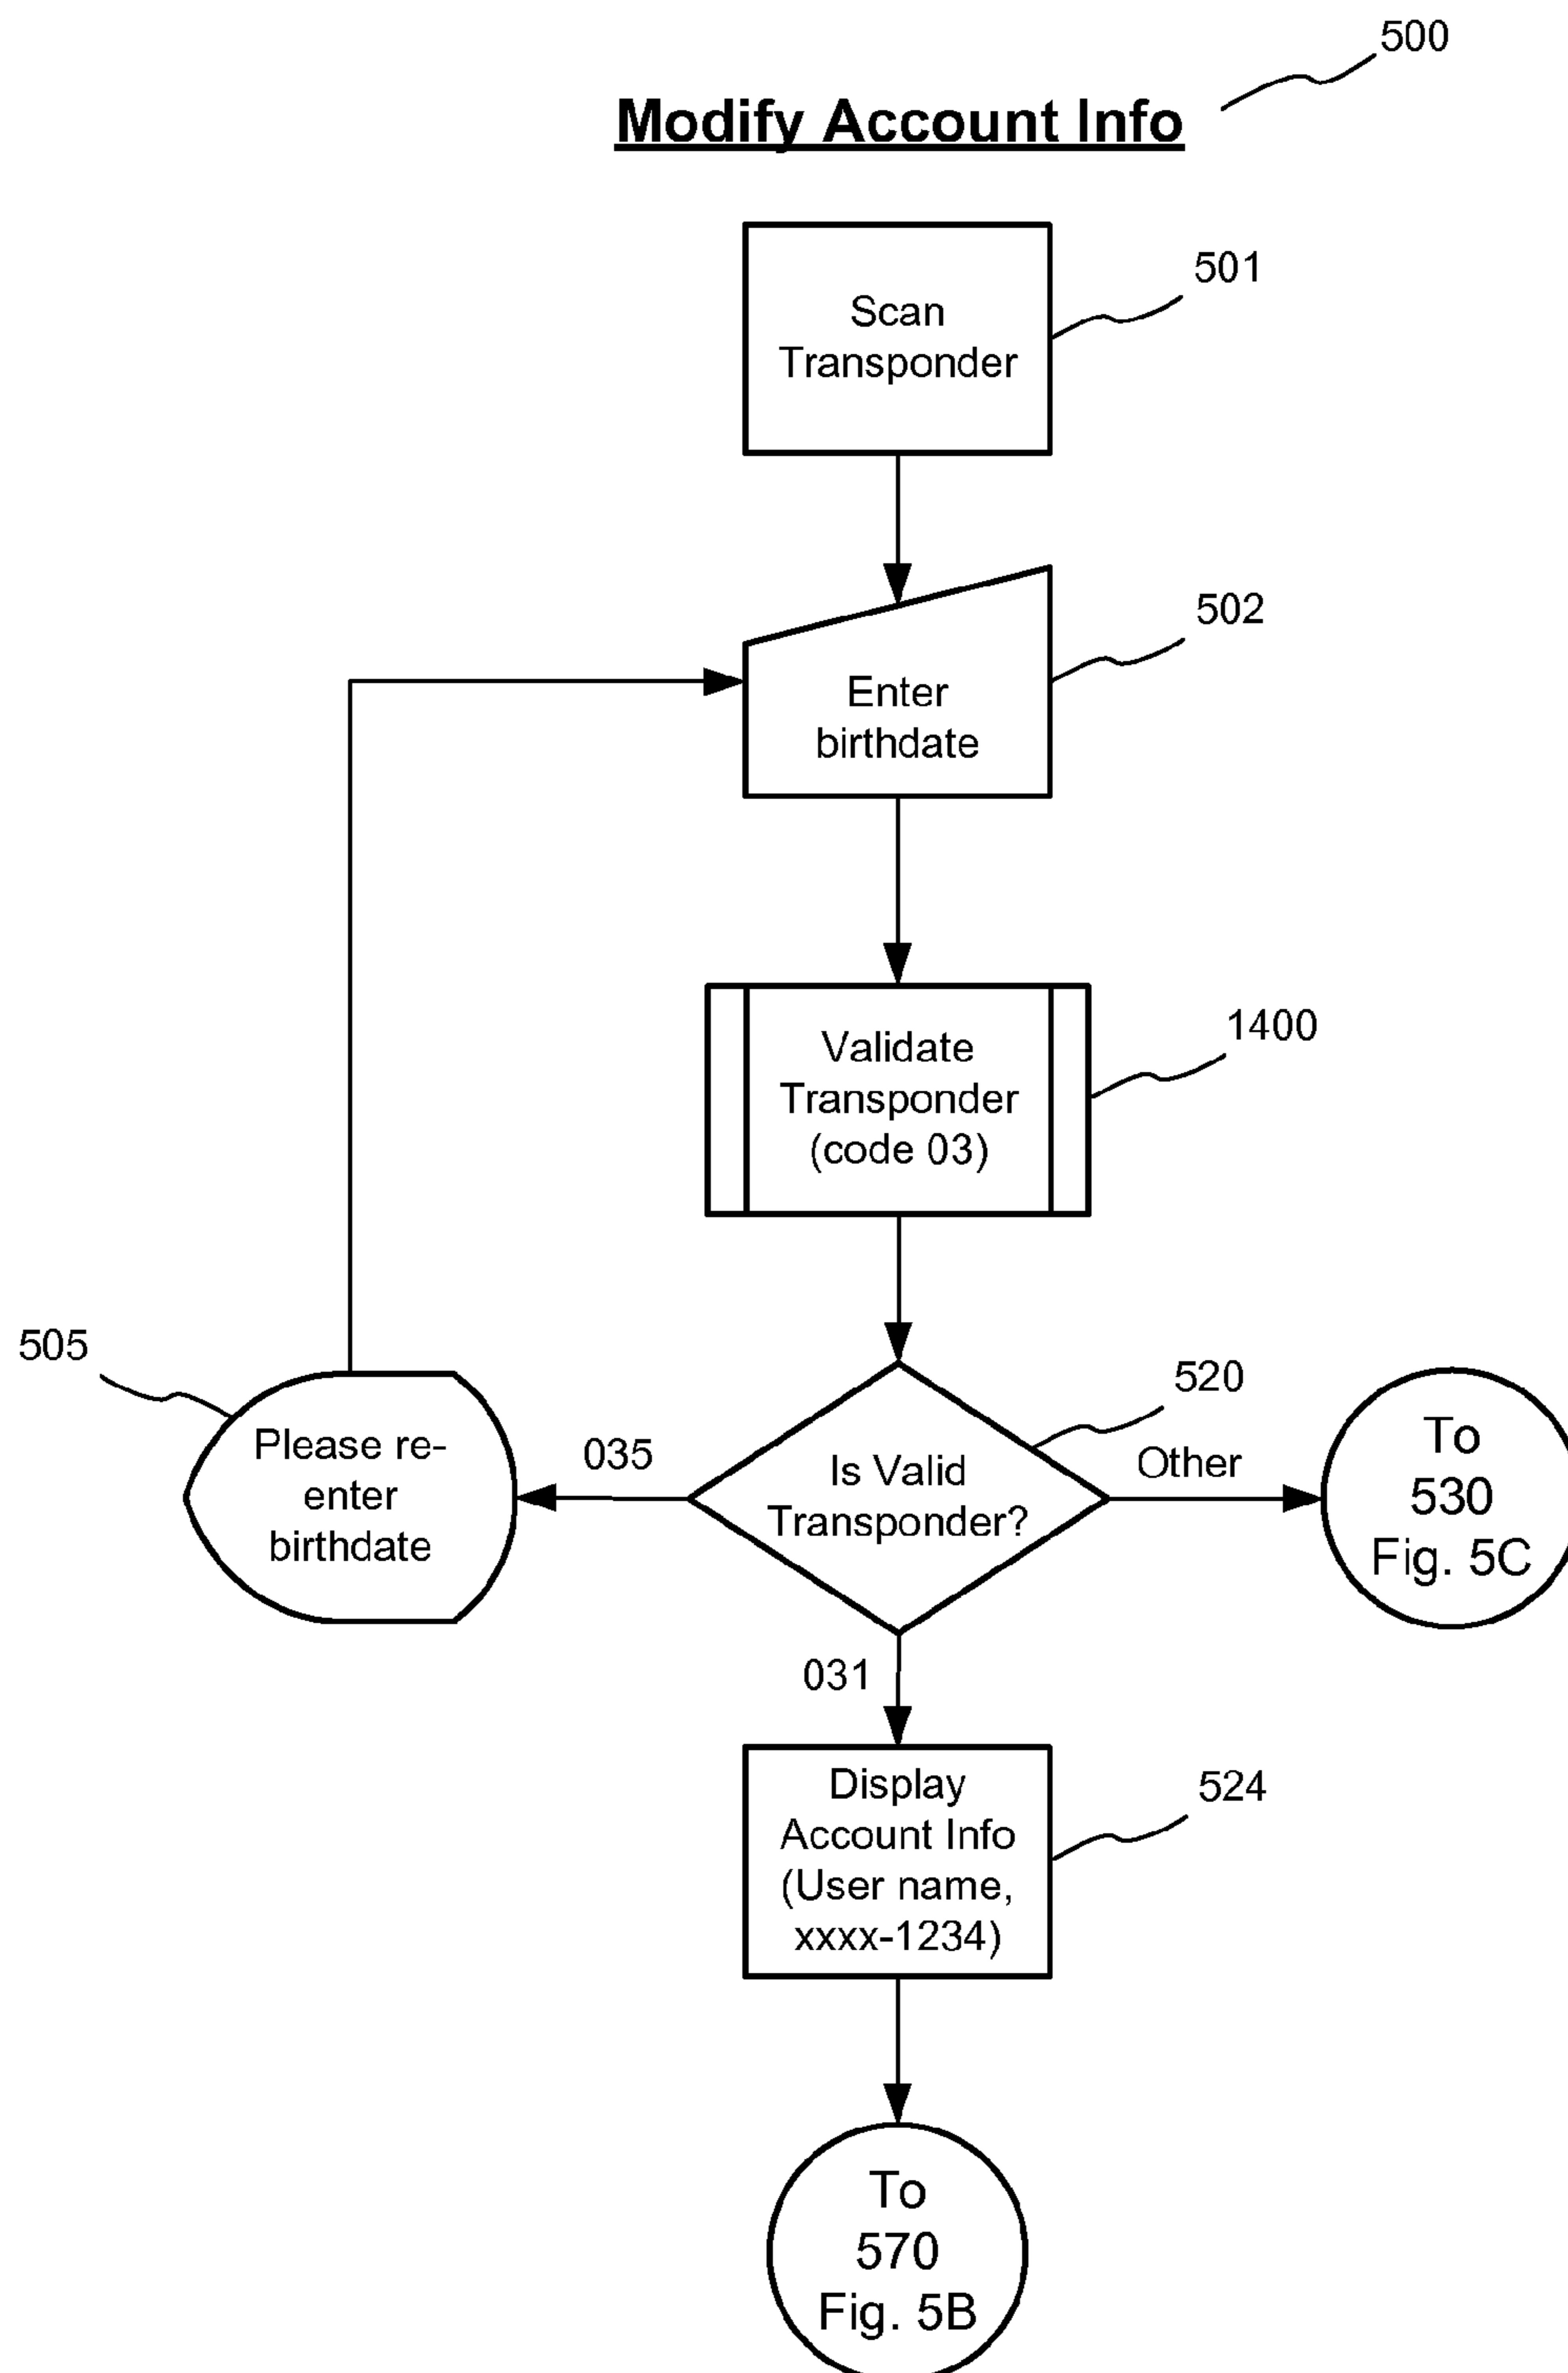 500
Modify Account Info
Scan
Transponder
501
Enter
birthdate
502
Validate
Transponder
(code 03)
1400
505
Please re-
enter
birthdate
035
Is Valid
Transponder?
520
Other
To
530
Fig. 5C
031
Display
Account Info
(User name,
xxxx-1234)
524
To
570
Fig. 5B